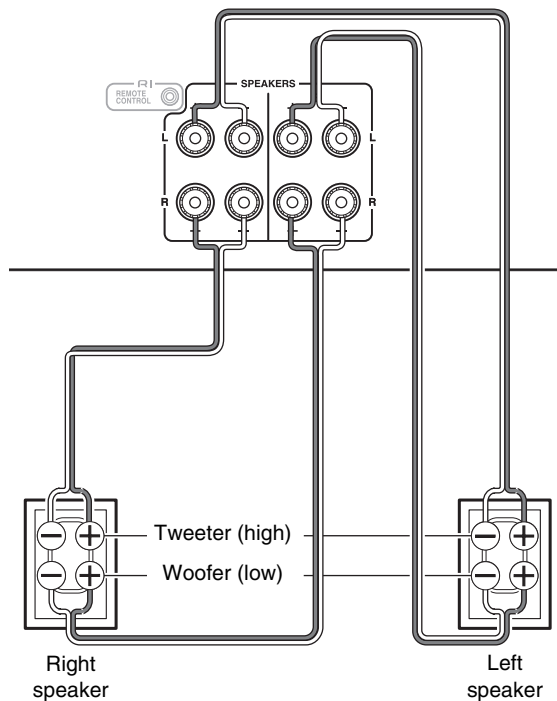 RI
REMOTE
CONTROL
SPEAKERS
L
L
R
R
− +
Tweeter (high)
− +
− +
Woofer (low)
− +
Right
speaker
Left
speaker